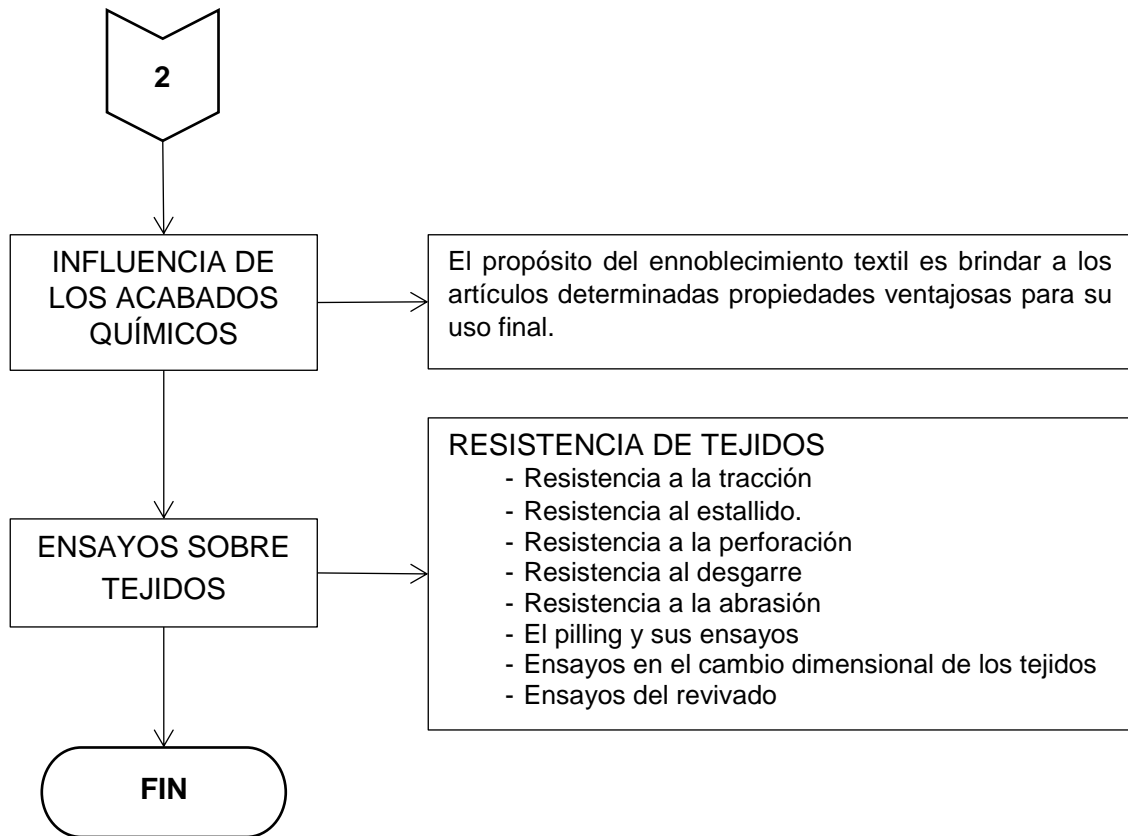 2
INFLUENCIA DE
LOS ACABADOS
QUÍMICOS
El propósito del ennoblecimiento textil es brindar a los
artículos determinadas propiedades ventajosas para su
uso final.
ENSAYOS SOBRE
TEJIDOS
RESISTENCIA DE TEJIDOS
- Resistencia a la tracción
- Resistencia al estallido.
- Resistencia a la perforación
- Resistencia al desgarre
- Resistencia a la abrasión
- El pilling y sus ensayos
- Ensayos en el cambio dimensional de los tejidos
- Ensayos del revivado
FIN